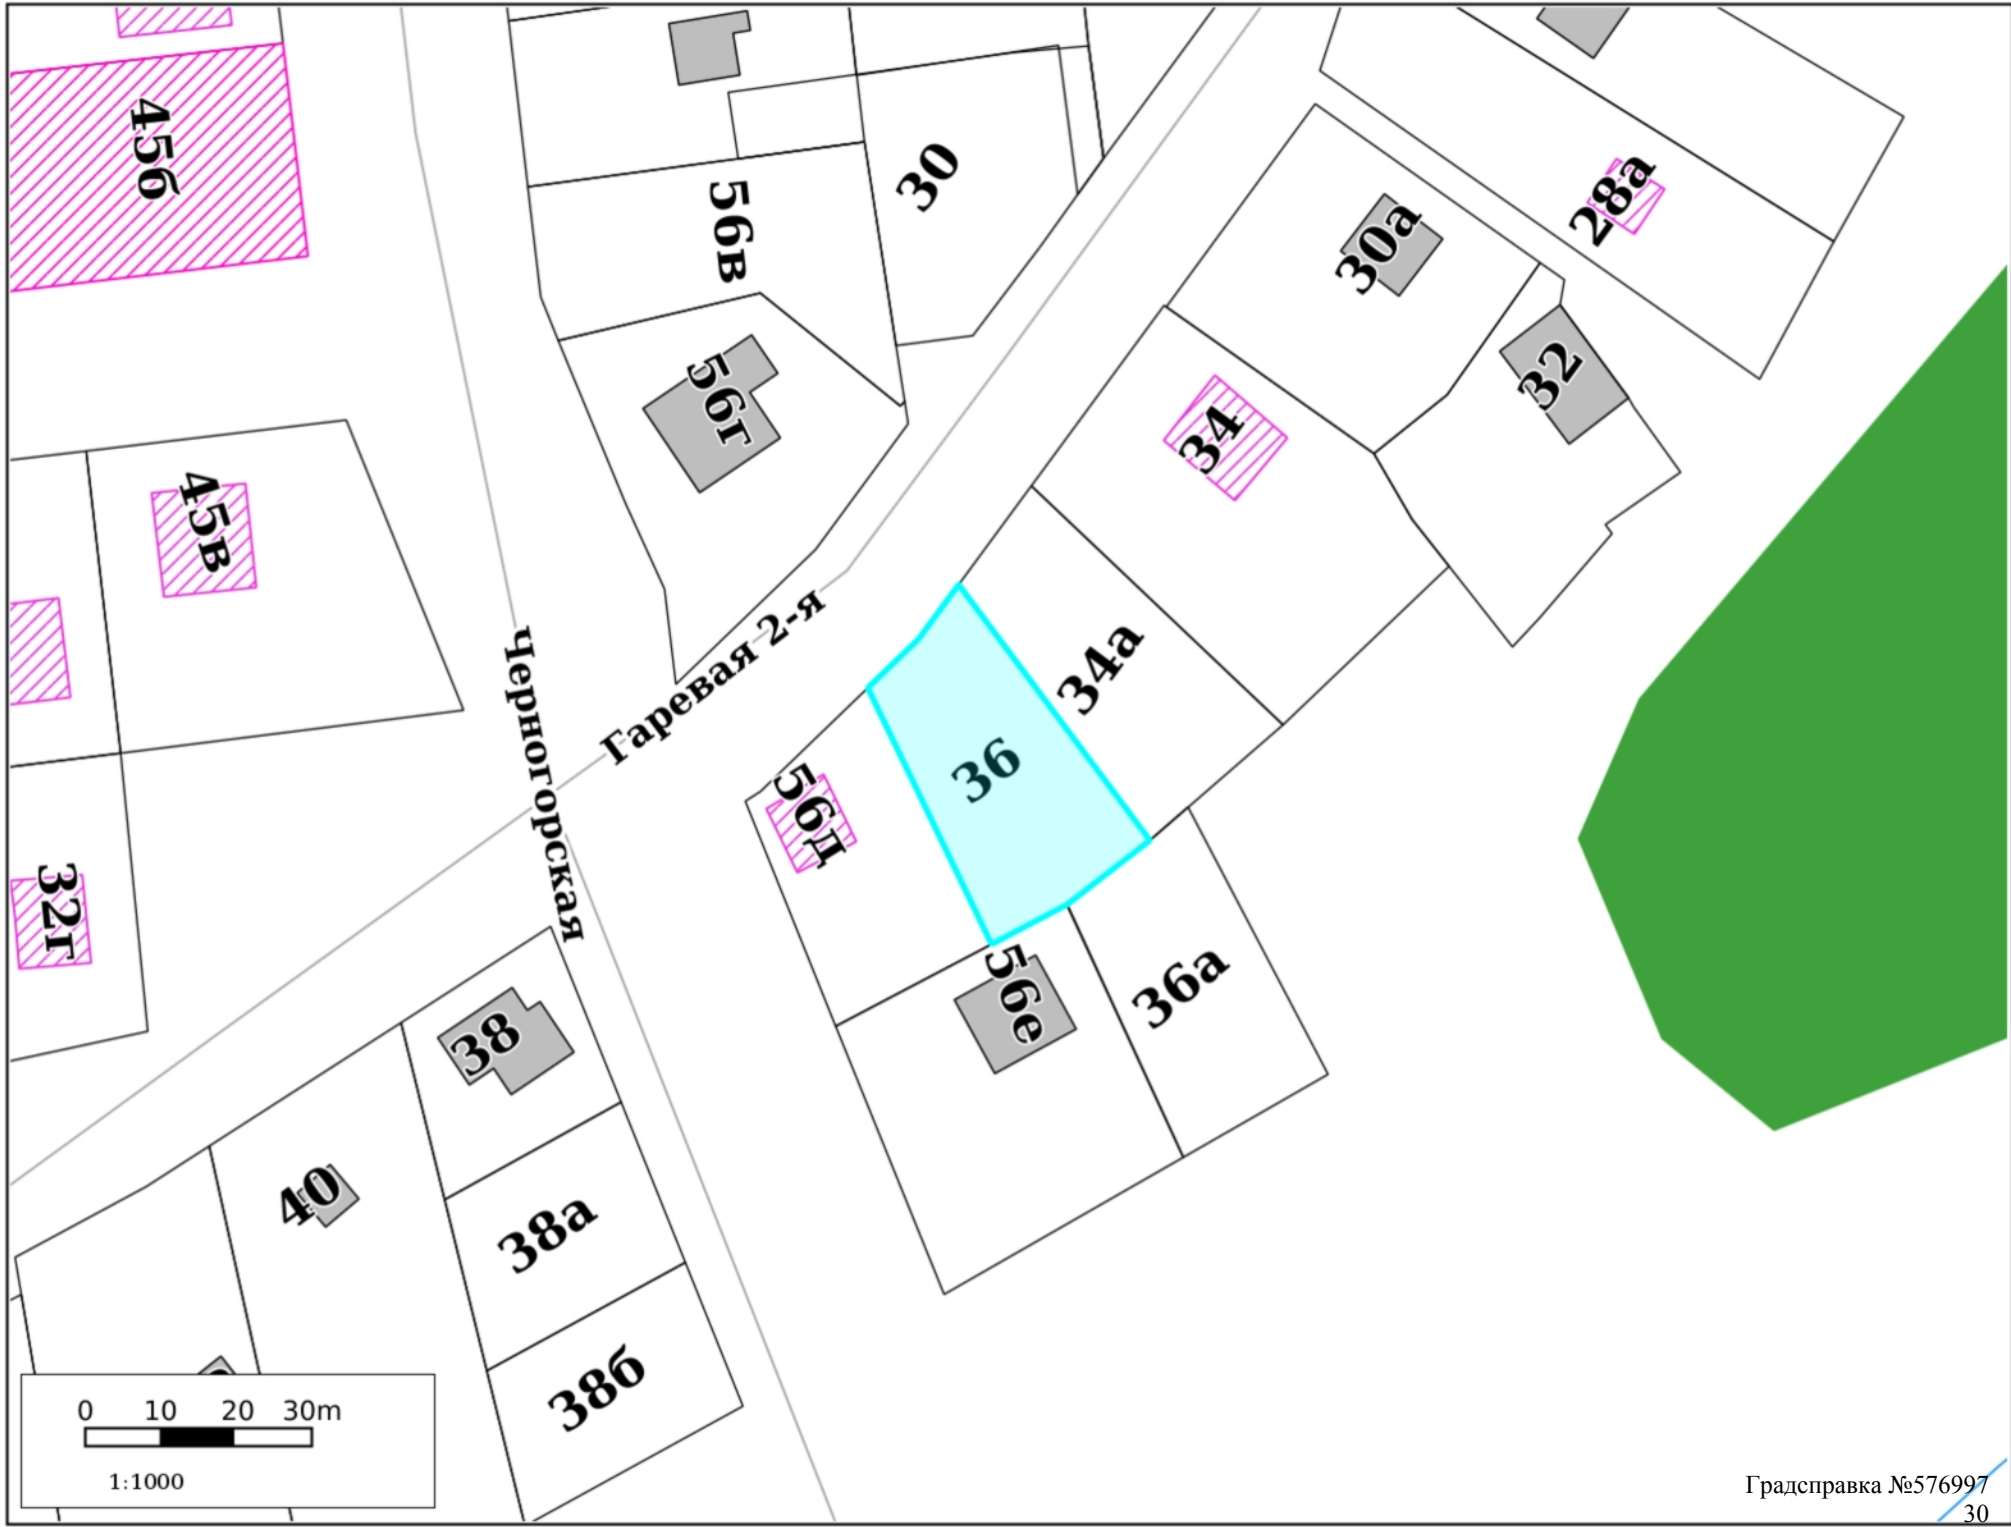 45б
56в
30
30а
28а
32
34
56г
45в
Гаревая 2-я
Черногорская
34а
36
56д
32г
56е
36а
38
40
38а
38б
0 10 20 30m
1:1000
Градсправка №576997
30